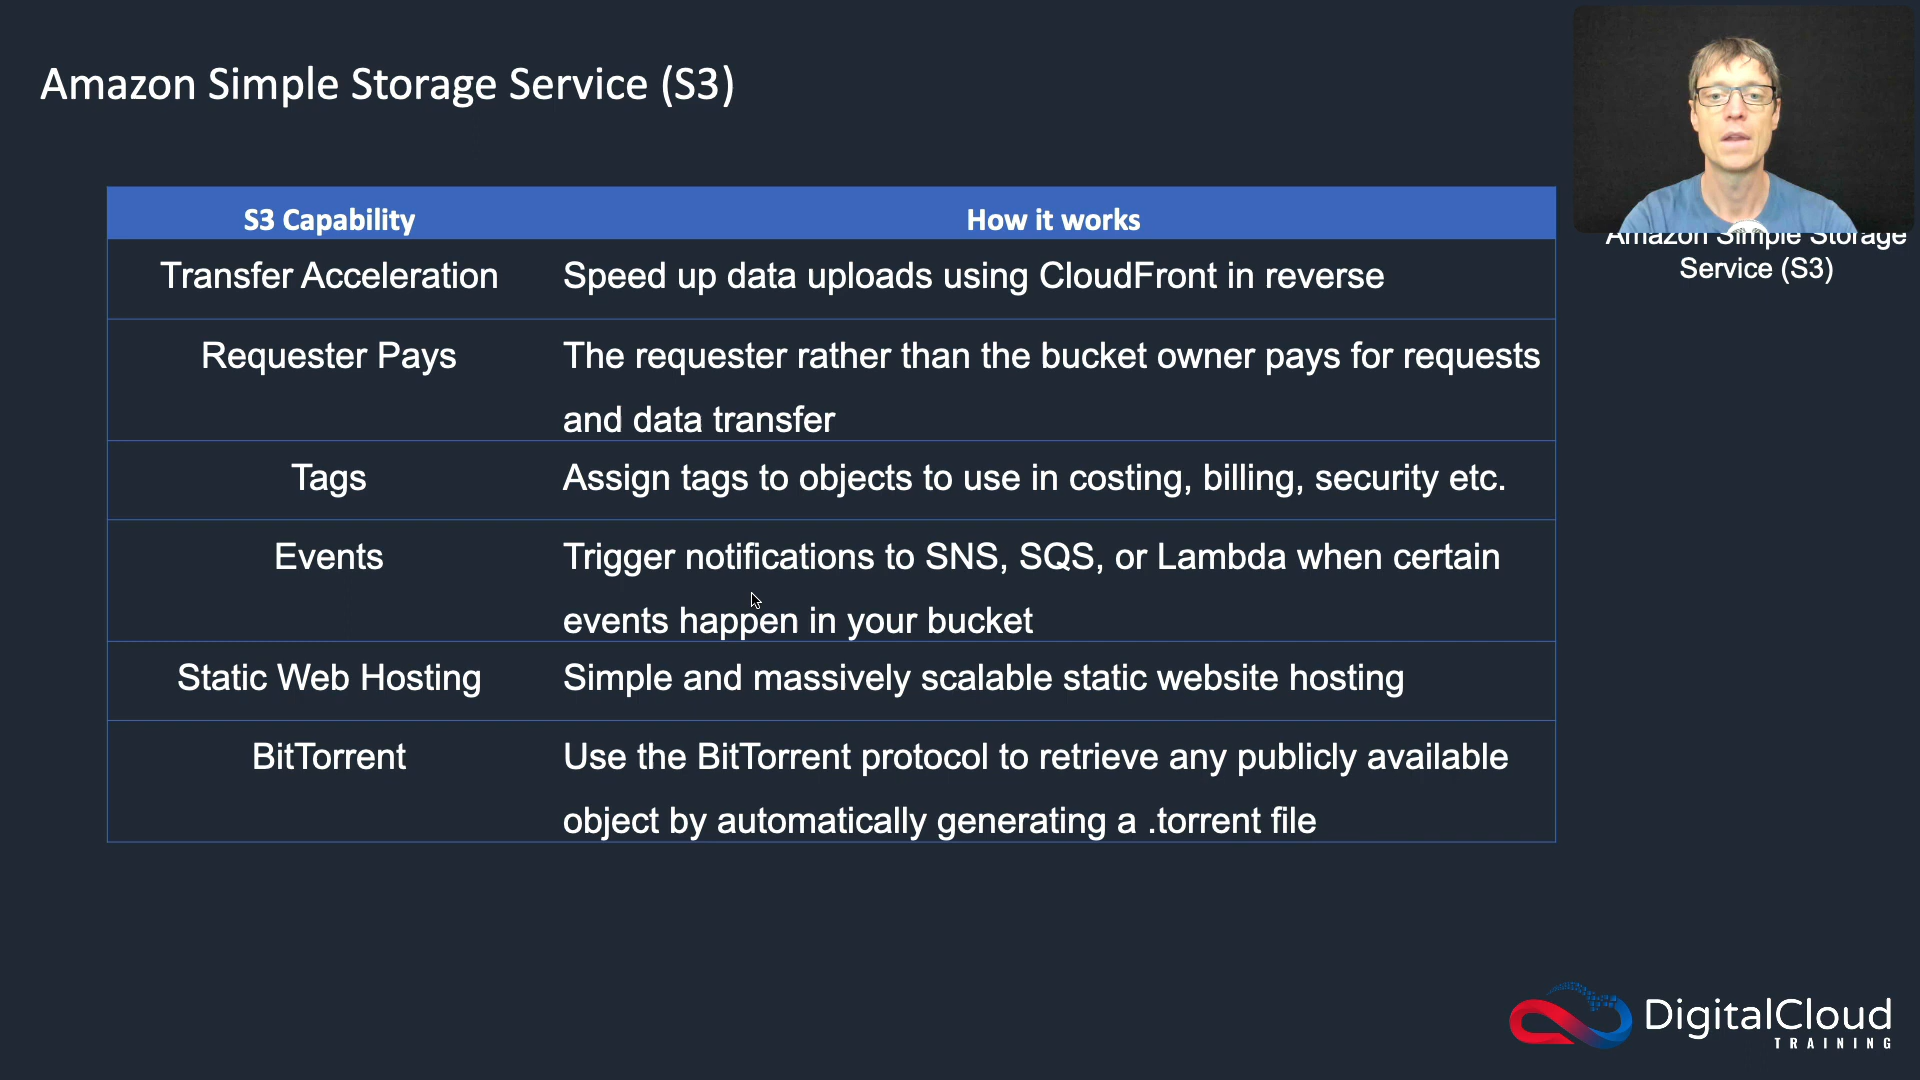 Amazon Simple Storage Service (S3)
S3 Capability
How it works
Transfer Acceleration
Speed up data uploads using CloudFront in reverse
Requester Pays
The requester rather than the bucket owner pays for requests
and data transfer
Tags
Assign tags to objects to use in costing, billing, security etc.
Events
Trigger notifications to SNS, SQS, or Lambda when certain
events happen in your bucket
Static Web Hosting
Simple and massively scalable static website hosting
BitTorrent
Use the BitTorrent protocol to retrieve any publicly available
object by automatically generating a .torrent file
Amazon Simple Storage
Service (S3)
DigitalCloud
TRAINING